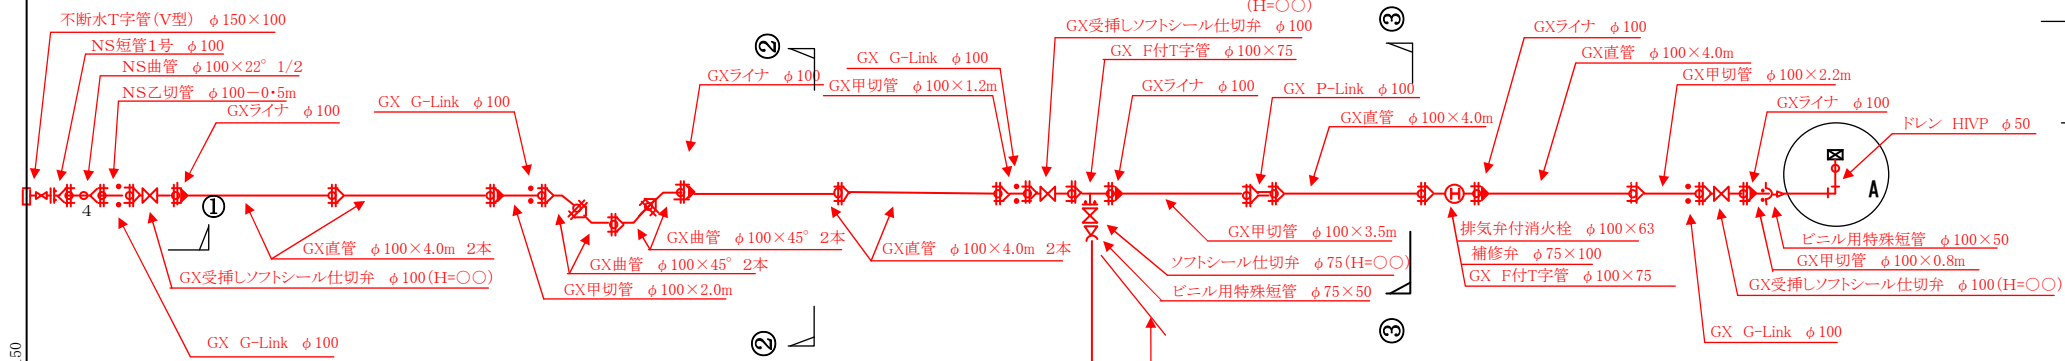 不断水T字管(V型) φ150×100
NS短管1号 φ100
NS曲管 φ100×22° 1/2
NS乙切管 φ100−0・5m
GXライナ φ100
4
①
GX直管 φ100×4.0m 2本
GX受挿しソフトシール仕切弁 φ100(H=〇〇)
GX G-Link φ100
150
GX G-Link φ100
GX曲管 φ100×45° 2本
GX曲管 φ100×45° 2本
GX甲切管 φ100×2.0m
②
GXライナ φ100
②
GX G-Link φ100
GX甲切管 φ100×1.2m
GX直管 φ100×4.0m 2本
(H=〇〇)
GX受挿しソフトシール仕切弁 φ100
GX F付T字管 φ100×75
GXライナ φ100
GX P-Link φ100
GX直管 φ100×4.0m
GX甲切管 φ100×3.5m
ソフトシール仕切弁 φ75(H=〇〇)
ビニル用特殊短管 φ75×50
③
③
H
排気弁付消火栓 φ100×63
補修弁 φ75×100
GX F付T字管 φ100×75
GXライナ φ100
GX直管 φ100×4.0m
GX甲切管 φ100×2.2m
GXライナ φ100
ドレン HIVP φ50
A
ビニル用特殊短管 φ100×50
GX甲切管 φ100×0.8m
GX受挿しソフトシール仕切弁 φ100(H=〇〇)
GX G-Link φ100